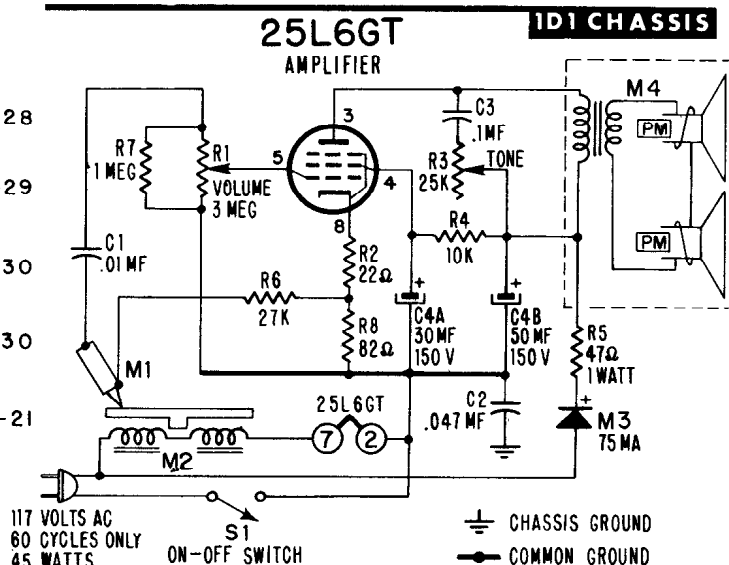 1D1 CHASSIS
25L6GT
AMPLIFIER
28
29
30
30
-21
M4
PM
PM
3
5
4
8
C3
.1MF
R3
25K
TONE
R7
1 MEG
R1
VOLUME
3 MEG
R4
10K
C1
.01 MF
R2
22Ω
R6
27K
R8
82Ω
+
C4A
30 MF
150 V
+
C4B
50 MF
150 V
R5
47Ω
1 WATT
+
M3
75 MA
M1
25L6GT
7
2
C2
.047 MF
M2
117 VOLTS AC
60 CYCLES ONLY
45 WATTS
S1
ON-OFF SWITCH
CHASSIS GROUND
COMMON GROUND